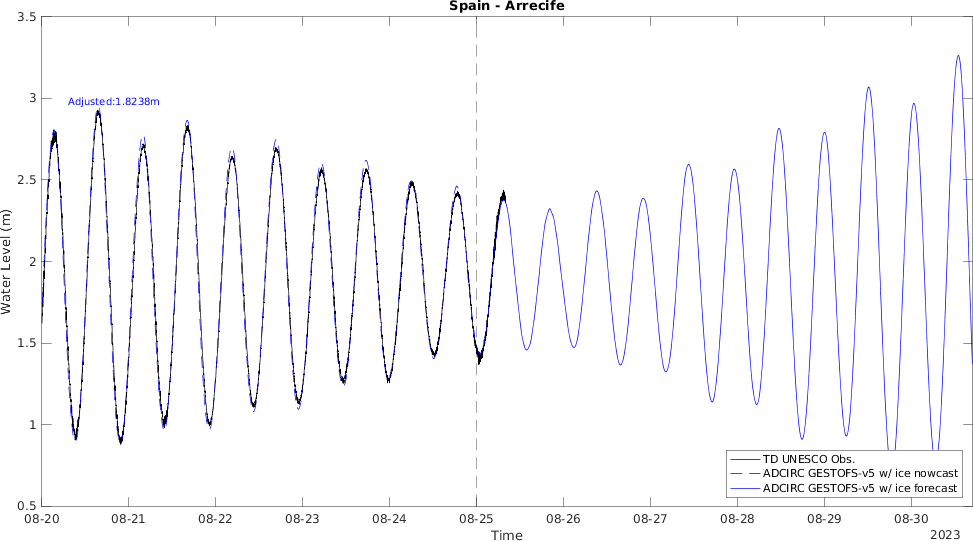 Spain - Arrecife
3.5
3
2.5
2
1.5
1
0.5
Water Level (m)
Adjusted:1.8238m
TD UNESCO Obs.
ADCIRC GESTOFS-v5 w/ ice nowcast
ADCIRC GESTOFS-v5 w/ ice forecast
08-20 08-21 08-22 08-23 08-24 08-25 08-26 08-27 08-28 08-29 08-30
Time
2023